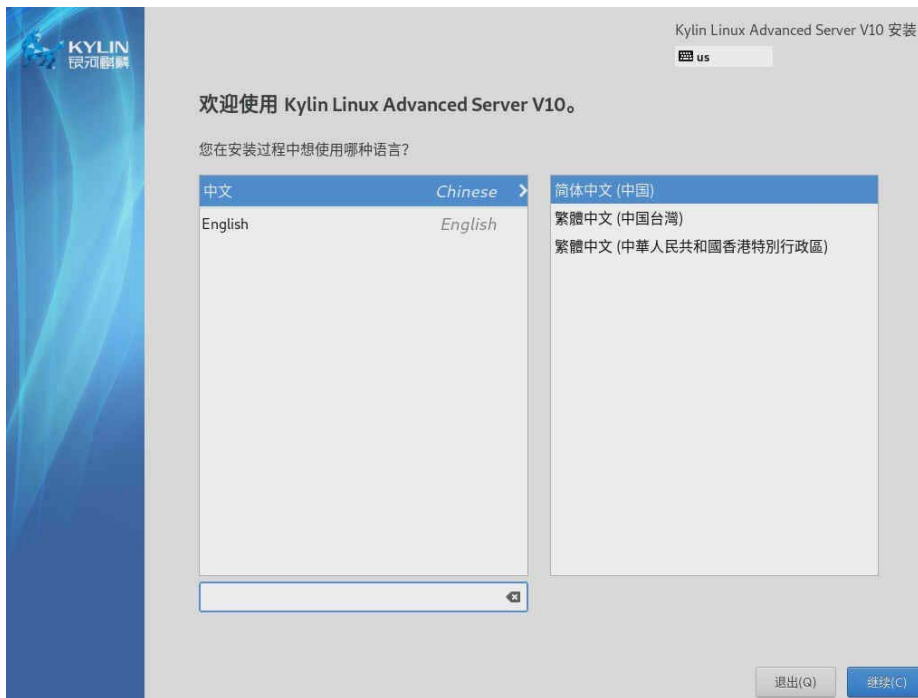 KYLIN
银河麒麟
Kylin Linux Advanced Server V10 安装
us
欢迎使用 Kylin Linux Advanced Server V10。
您在安装过程中想使用哪种语言？
中文 Chinese
English English
简体中文 (中国)
繁體中文 (中国台灣)
繁體中文 (中華人民共和國香港特別行政區)
退出(Q)
继续(C)